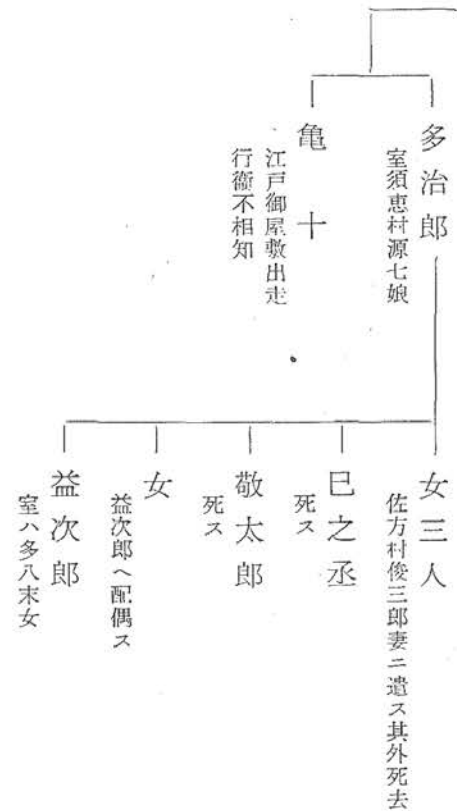 多治郎
室須恵村源七娘
亀十
江戸御屋敷出走
行衛不相知
女三人
佐方村俊三郎妻ニ遣ス其外死去
巳之丞
死ス
敬太郎
死ス
女
益次郎へ配偶ス
益次郎
室ハ多八末女